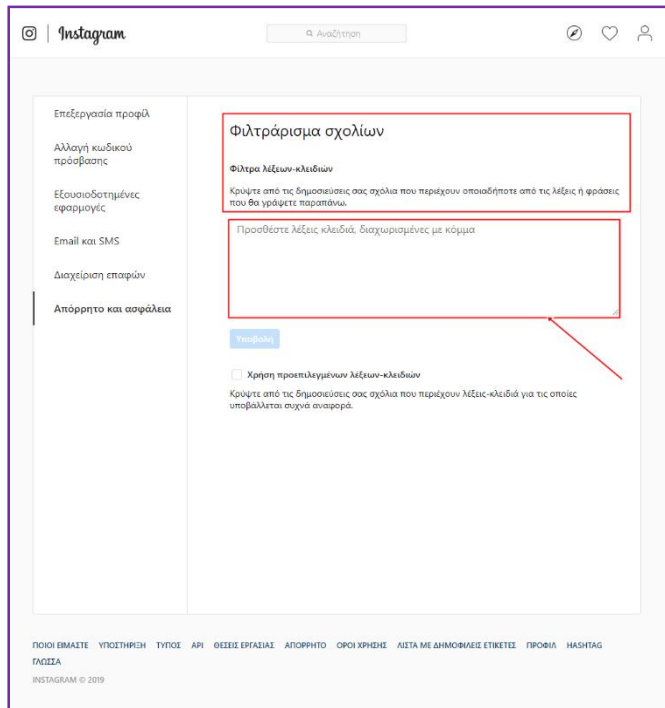 Instagram
Αναζήτηση
Επεξεργασία προφίλ
Αλλαγή κωδικού
πρόσβασης
Εξουσιοδοτημένες
εφαρμογές
Email και SMS
Διαχείριση επαφών
Απόρρητο και ασφάλεια
Φιλτράρισμα σχολίων
Φίλτρα λέξεων-κλειδιών
Κρύψτε από τις δημοσιεύσεις σας σχόλια που περιέχουν οποιαδήποτε από τις λέξεις ή φράσεις
που θα γράψετε παραπάνω.
Προσθέστε λέξεις κλειδιά, διαχωρισμένες με κόμμα
Υποβολή
Χρήση προεπιλεγμένων λέξεων-κλειδιών
Κρύψτε από τις δημοσιεύσεις σας σχόλια που περιέχουν λέξεις-κλειδιά για τις οποίες
υποβάλλεται συχνά αναφορά.
ΠΟΙΟΙ ΕΙΜΑΣΤΕ ΥΠΟΣΤΗΡΙΞΗ ΤΥΠΟΣ API ΘΕΣΕΙΣ ΕΡΓΑΣΙΑΣ ΑΠΟΡΡΗΤΟ ΟΡΟΙ ΧΡΗΣΗΣ ΛΙΣΤΑ ΜΕ ΔΗΜΟΦΙΛΕΙΣ ΕΤΙΚΕΤΕΣ ΠΡΟΦΙΛ HASHTAG
ΓΛΩΣΣΑ
INSTAGRAM © 2019